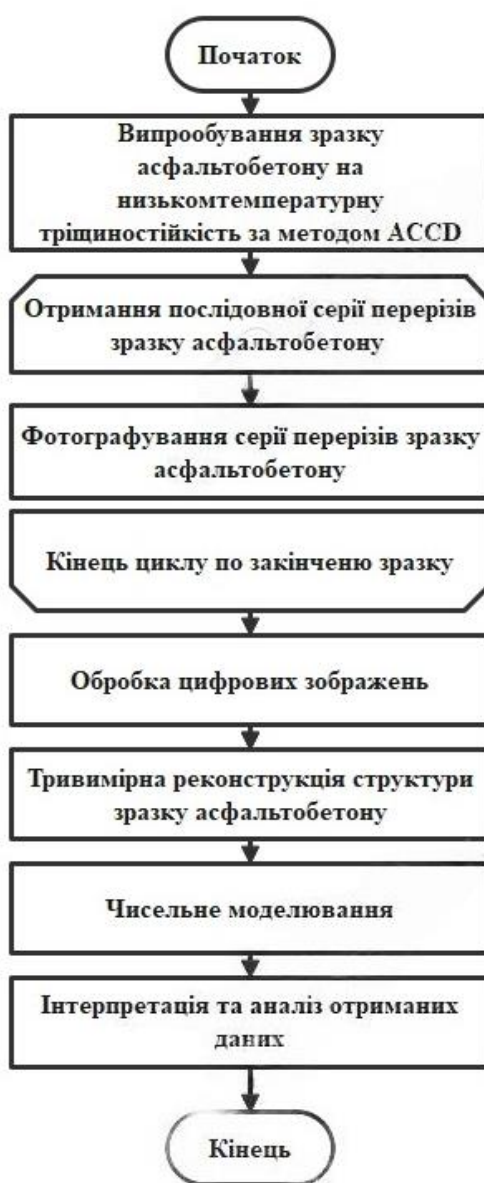 Початок
Випрообування зразку
асфальтобетону на
низькомтемпературну
тріщиностійкість за методом ACCD
Отримання послідовної серії перерізів
зразку асфальтобетону
Фотографування серії перерізів зразку
асфальтобетону
Кінець циклу по закінченю зразку
Обробка цифрових зображень
Тривимірна реконструкція структури
зразку асфальтобетону
Чисельне моделювання
Інтерпретація та аналіз отриманих
даних
Кінець